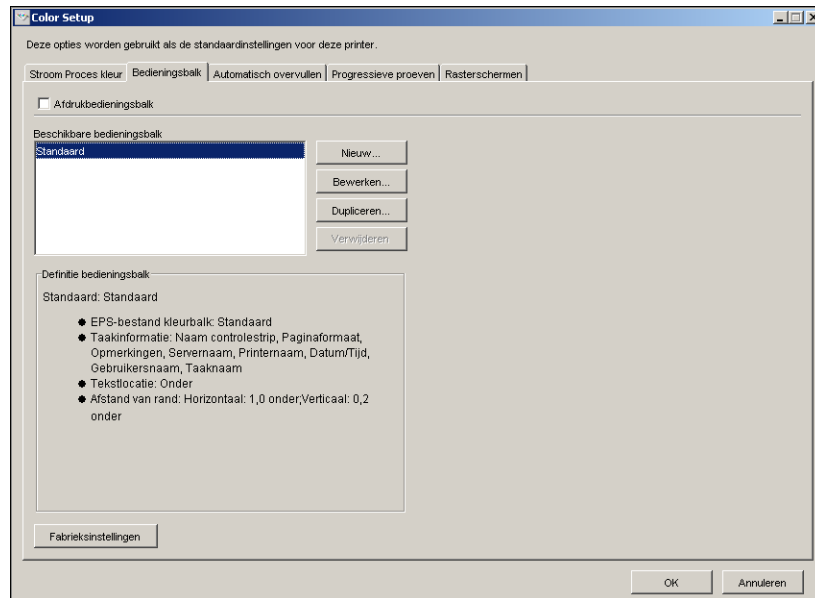 Color Setup
Deze opties worden gebruikt als de standaardinstellingen voor deze printer.
Stroom Proces kleur
Bedieningsbalk
Automatisch overvullen
Progressieve proeven
Rasterschermen
Afdrukbedieningsbalk
Beschikbare bedieningsbalk
Standaard
Nieuw...
Bewerken...
Dupliceren...
Verwijderen
Definitie bedieningsbalk
Standaard: Standaard
EPS-bestand kleurbalk: Standaard
Taakinformatie: Naam controlestrip, Paginaformaat,
Opmerkingen, Servernaam, Printernaam, Datum/Tijd,
Gebruikersnaam, Taaknaam
Tekstlocatie: Onder
Afstand van rand: Horizontaal: 1,0 onder;Verticaal: 0,2
onder
Fabrieksinstellingen
OK
Annuleren